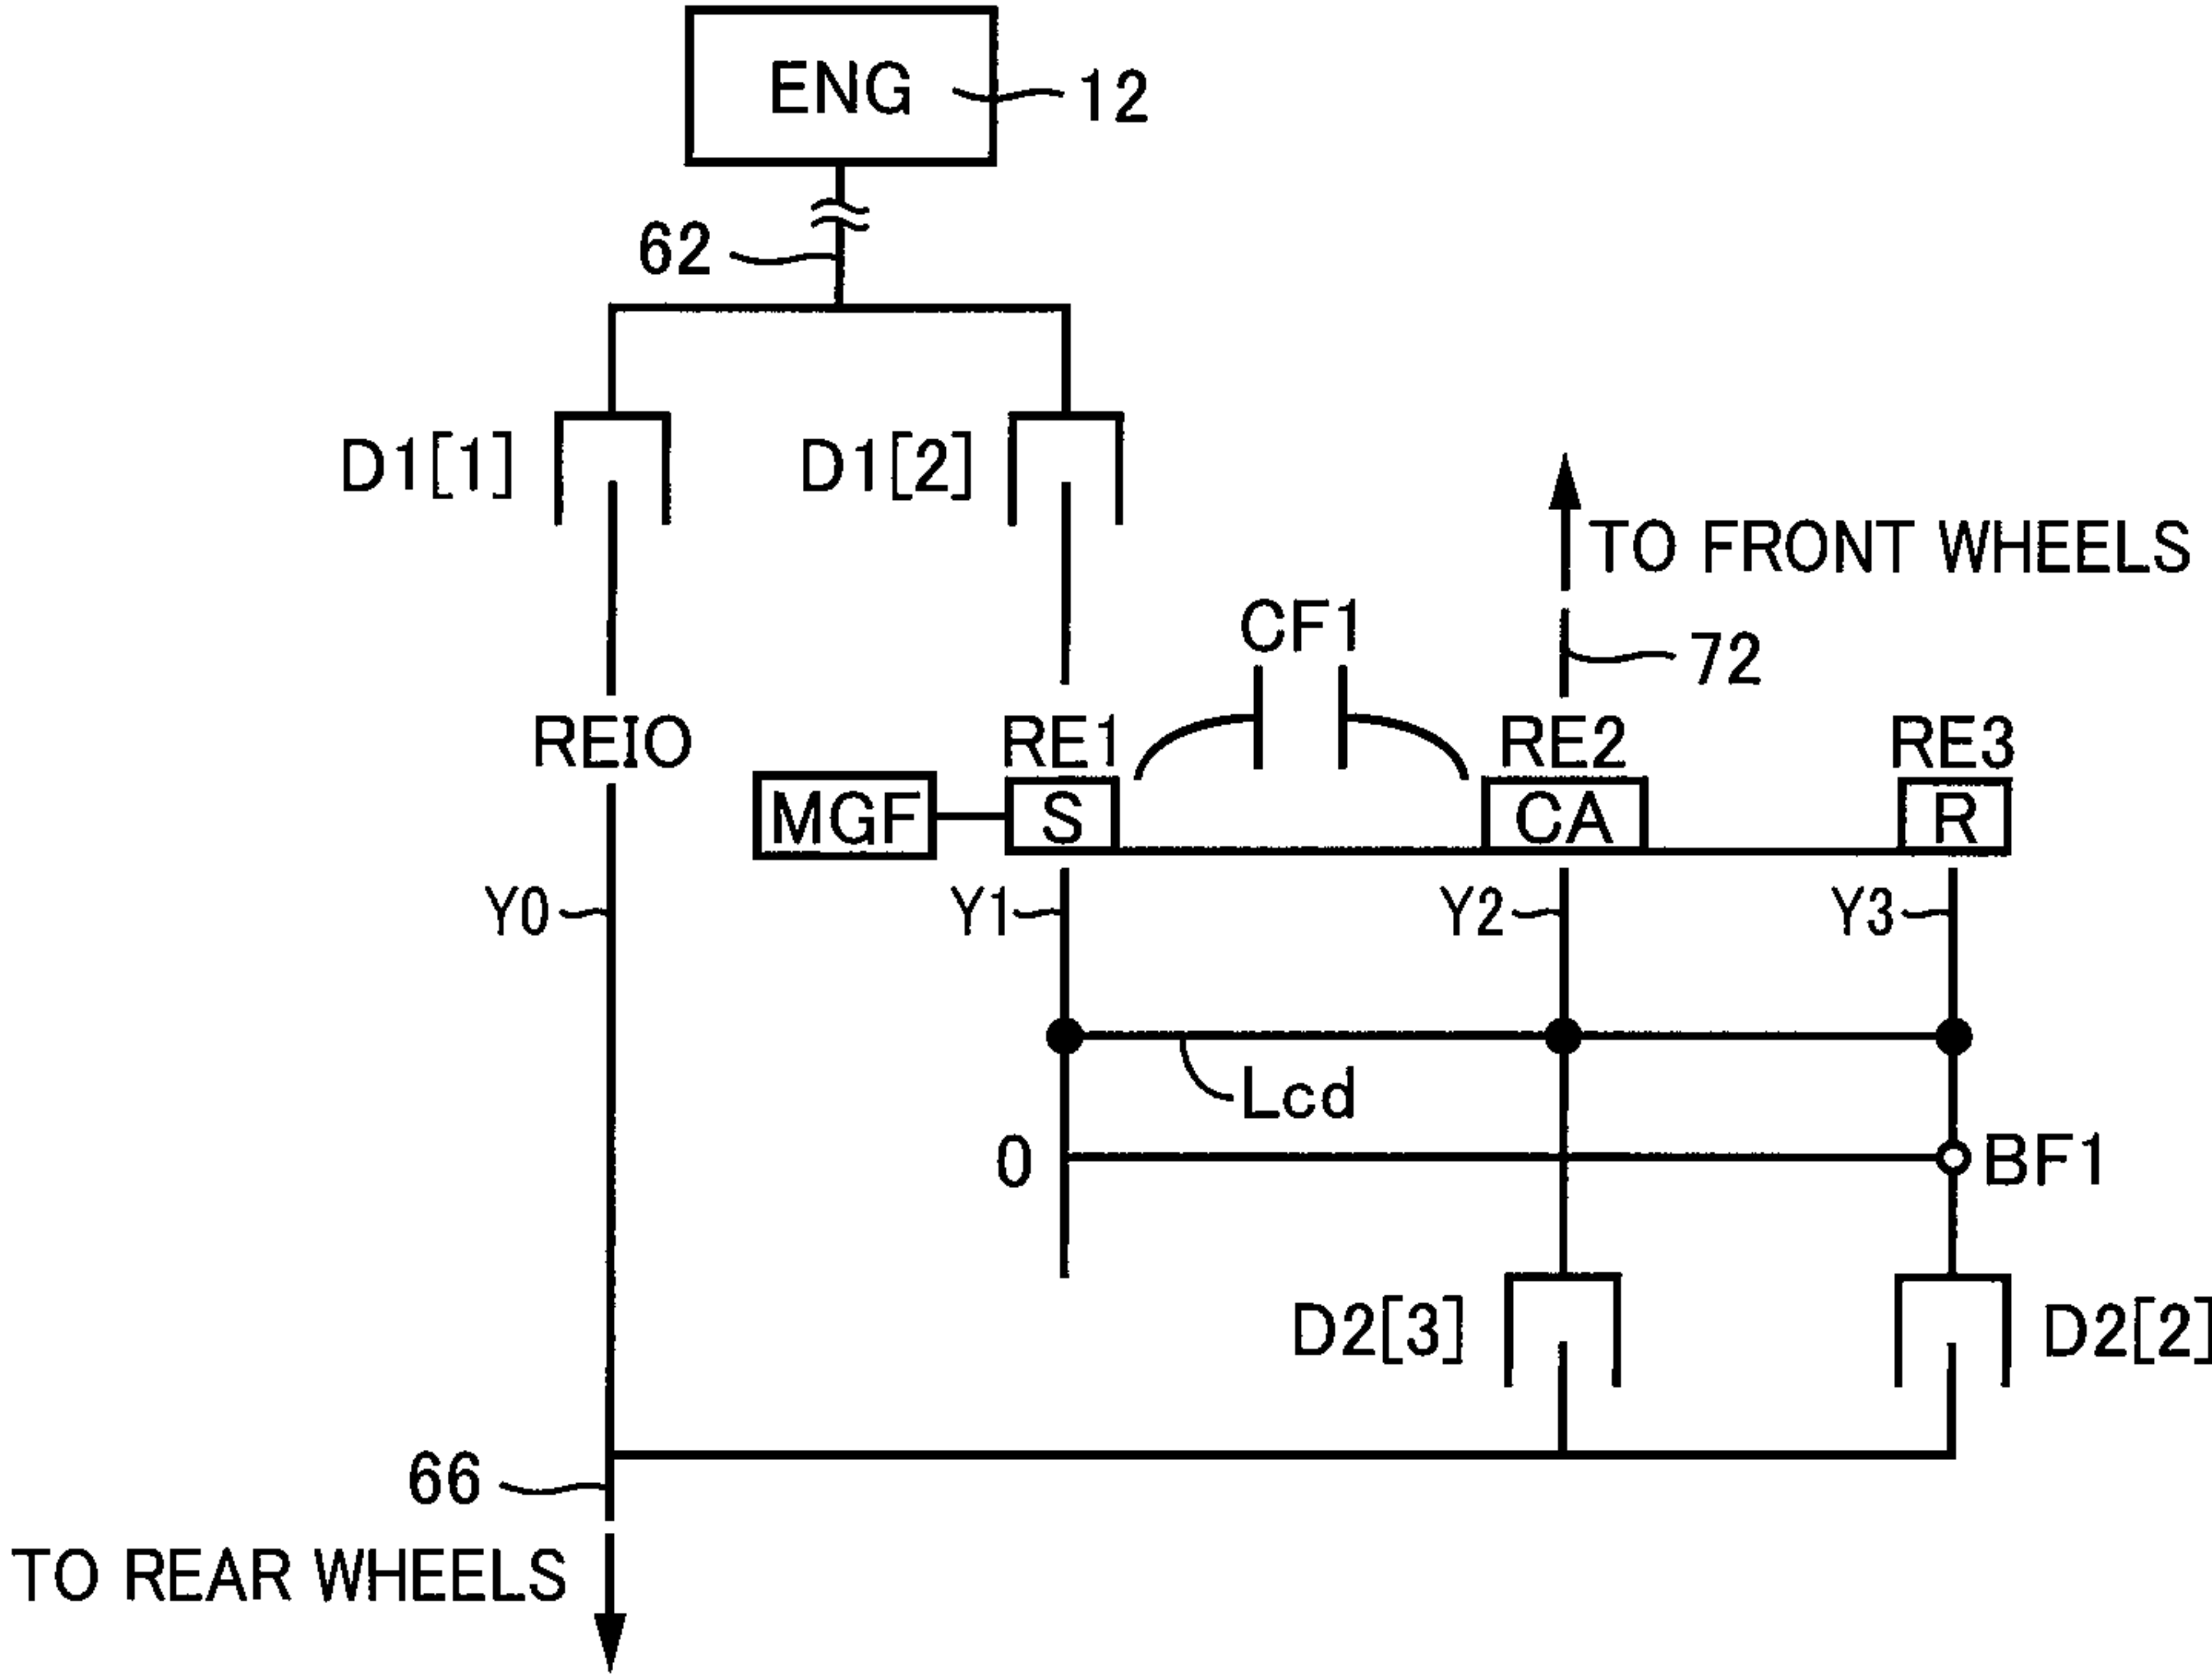 ENG
12
62
D1[1]
D1[2]
TO FRONT WHEELS
CF1
72
REIO
RE1
RE2
RE3
MGF
S
CA
R
Y0
Y1
Y2
Y3
Lcd
0
BF1
D2[3]
D2[2]
66
TO REAR WHEELS